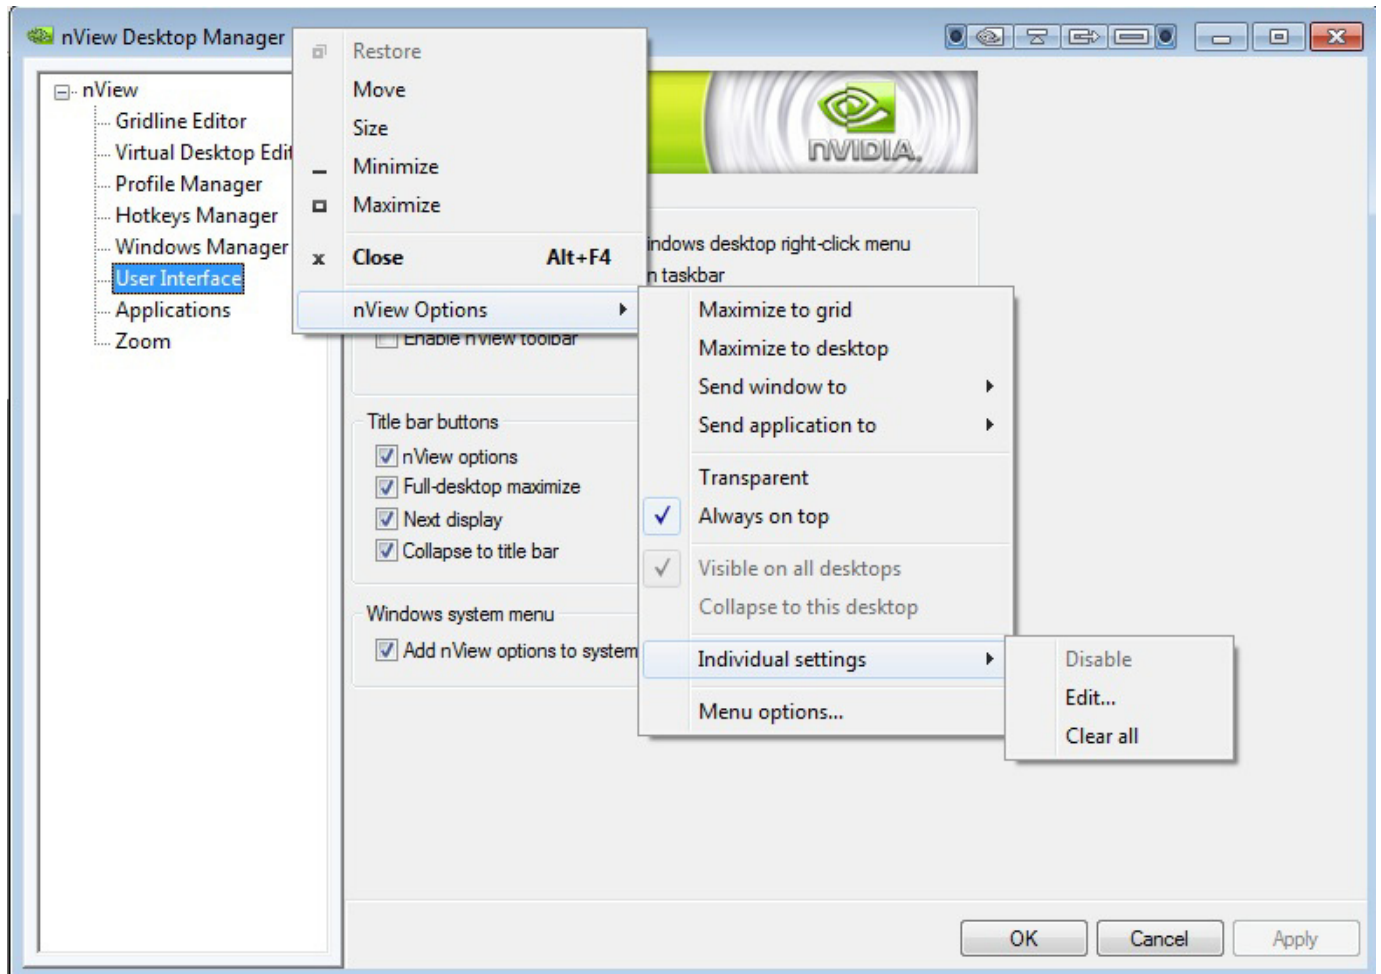 nView Desktop Manager
nView
Gridline Editor
Virtual Desktop Edit
Profile Manager
Hotkeys Manager
Windows Manager
User Interface
Applications
Zoom
Restore
Move
Size
Minimize
Maximize
Close Alt+F4
nView Options
NVIDIA.
indows desktop right-click menu
n taskbar
Enable nView toolbar
Title bar buttons
nView options
Full-desktop maximize
Next display
Collapse to title bar
Windows system menu
Add nView options to system
Maximize to grid
Maximize to desktop
Send window to
Send application to
Transparent
Always on top
Visible on all desktops
Collapse to this desktop
Individual settings
Menu options...
Disable
Edit...
Clear all
OK Cancel Apply